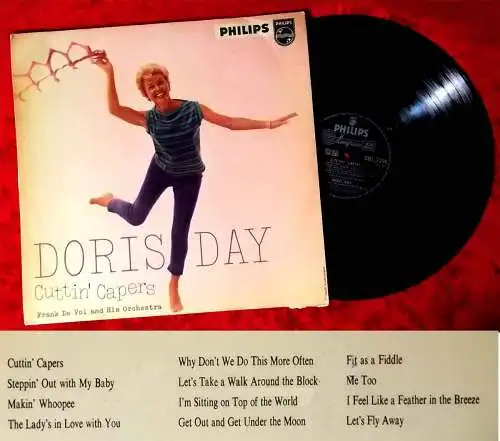 PHILIPS
PHILIPS
DORIS DAY
Cuttin' Capers
Frank De Vol and His Orchestra
PHILIPS
Cuttin' Capers
Steppin' Out with My Baby
Makin' Whoopee
The Lady's in Love with You
Why Don't We Do This More Often
Let's Take a Walk Around the Block
I'm Sitting on Top of the World
Get Out and Get Under the Moon
Fit as a Fiddle
Me Too
I Feel Like a Feather in the Breeze
Let's Fly Away